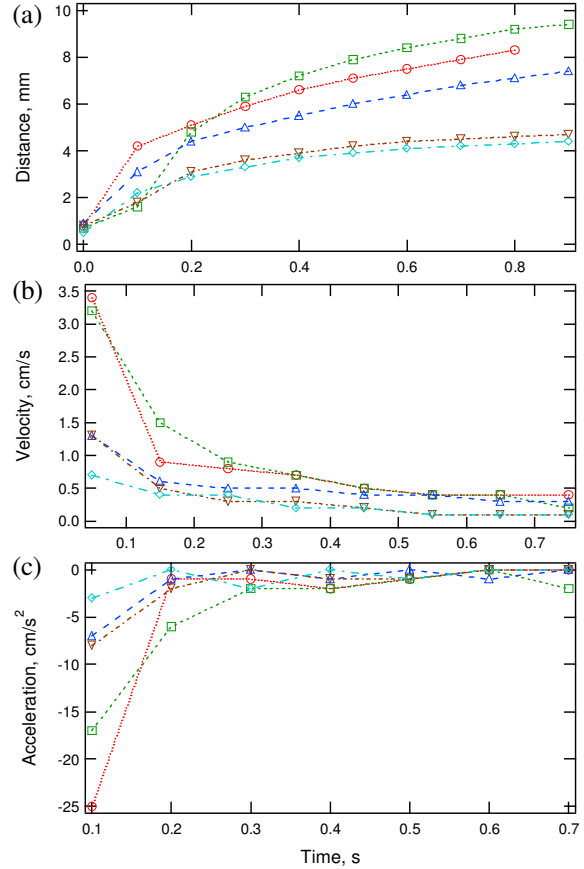 (a)
10
8
6
4
2
0
Distance, mm
0.0 0.2 0.4 0.6 0.8
(b)
3.5
3.0
2.5
2.0
1.5
1.0
0.5
0.0
Velocity, cm/s
0.1 0.2 0.3 0.4 0.5 0.6 0.7
(c)
0
-5
-10
-15
-20
-25
Acceleration, cm/s²
0.1 0.2 0.3 0.4 0.5 0.6 0.7
Time, s